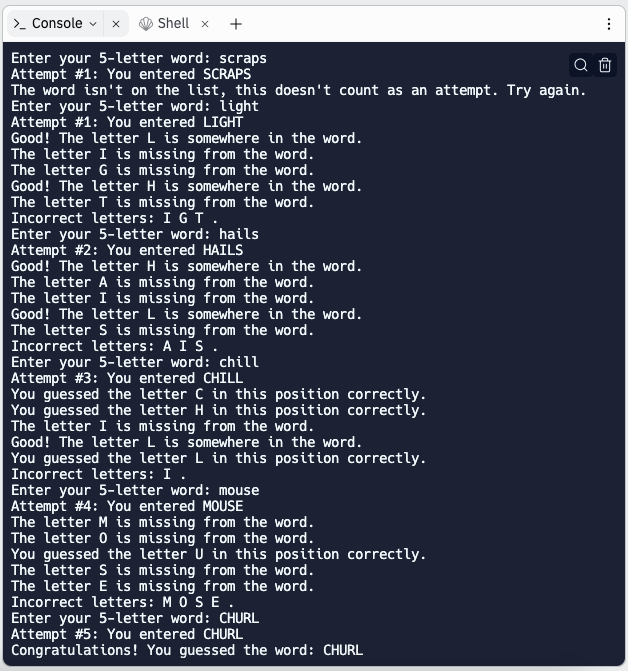 >_ Console
Shell
Enter your 5-letter word: scraps
Attempt #1: You entered SCRAPS
The word isn't on the list, this doesn't count as an attempt. Try again.
Enter your 5-letter word: light
Attempt #1: You entered LIGHT
Good! The letter L is somewhere in the word.
The letter I is missing from the word.
The letter G is missing from the word.
Good! The letter H is somewhere in the word.
The letter T is missing from the word.
Incorrect letters: I G T .
Enter your 5-letter word: hails
Attempt #2: You entered HAILS
Good! The letter H is somewhere in the word.
The letter A is missing from the word.
The letter I is missing from the word.
Good! The letter L is somewhere in the word.
The letter S is missing from the word.
Incorrect letters: A I S .
Enter your 5-letter word: chill
Attempt #3: You entered CHILL
You guessed the letter C in this position correctly.
You guessed the letter H in this position correctly.
The letter I is missing from the word.
Good! The letter L is somewhere in the word.
You guessed the letter L in this position correctly.
Incorrect letters: I .
Enter your 5-letter word: mouse
Attempt #4: You entered MOUSE
The letter M is missing from the word.
The letter O is missing from the word.
You guessed the letter U in this position correctly.
The letter S is missing from the word.
The letter E is missing from the word.
Incorrect letters: M O S E .
Enter your 5-letter word: CHURL
Attempt #5: You entered CHURL
Congratulations! You guessed the word: CHURL